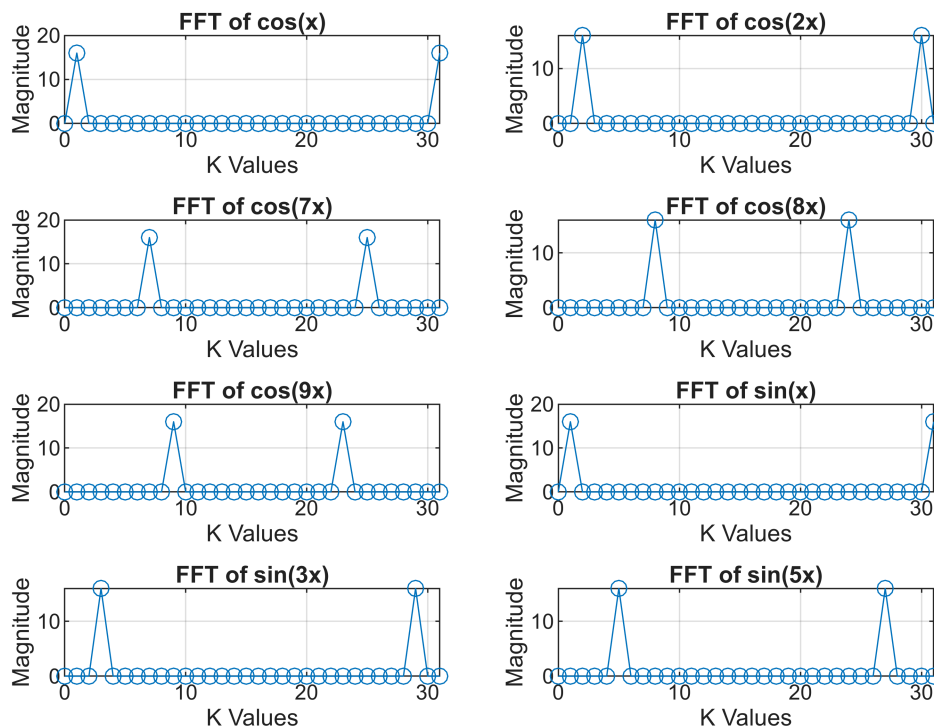 FFT of cos(x)
Magnitude
20
10
0
0 10 20 30
K Values
FFT of cos(2x)
Magnitude
10
0
0 10 20 30
K Values
FFT of cos(7x)
Magnitude
20
10
0
0 10 20 30
K Values
FFT of cos(8x)
Magnitude
10
0
0 10 20 30
K Values
FFT of cos(9x)
Magnitude
20
10
0
0 10 20 30
K Values
FFT of sin(x)
Magnitude
20
10
0
0 10 20 30
K Values
FFT of sin(3x)
Magnitude
10
0
0 10 20 30
K Values
FFT of sin(5x)
Magnitude
10
0
0 10 20 30
K Values